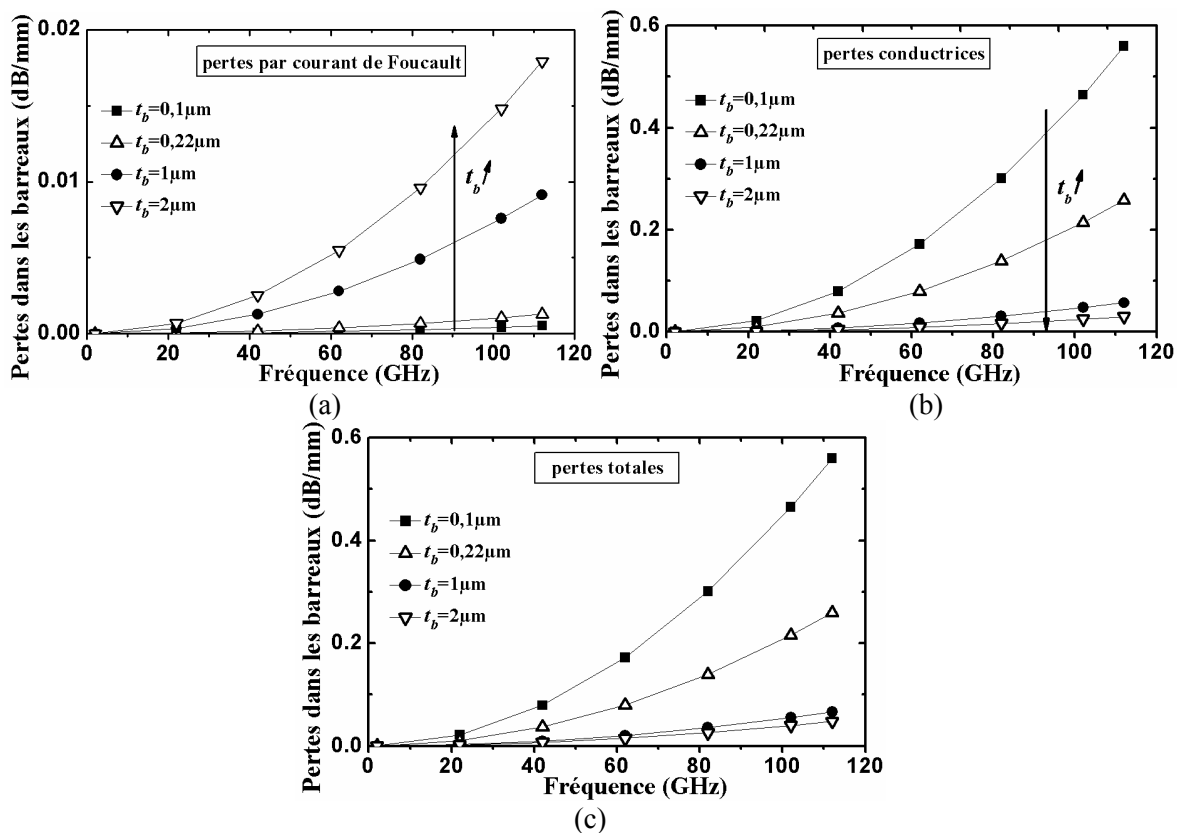 Pertes dans les barreaux (dB/mm)
0.02
0.01
0.00
pertes par courant de Foucault
t_b=0,1µm
t_b=0,22µm
t_b=1µm
t_b=2µm
t_b
0 20 40 60 80 100 120
Fréquence (GHz)
(a)
Pertes dans les barreaux (dB/mm)
0.6
0.4
0.2
0.0
pertes conductrices
t_b=0,1µm
t_b=0,22µm
t_b=1µm
t_b=2µm
t_b
0 20 40 60 80 100 120
Fréquence (GHz)
(b)
Pertes dans les barreaux (dB/mm)
0.6
0.4
0.2
0.0
pertes totales
t_b=0,1µm
t_b=0,22µm
t_b=1µm
t_b=2µm
0 20 40 60 80 100 120
Fréquence (GHz)
(c)